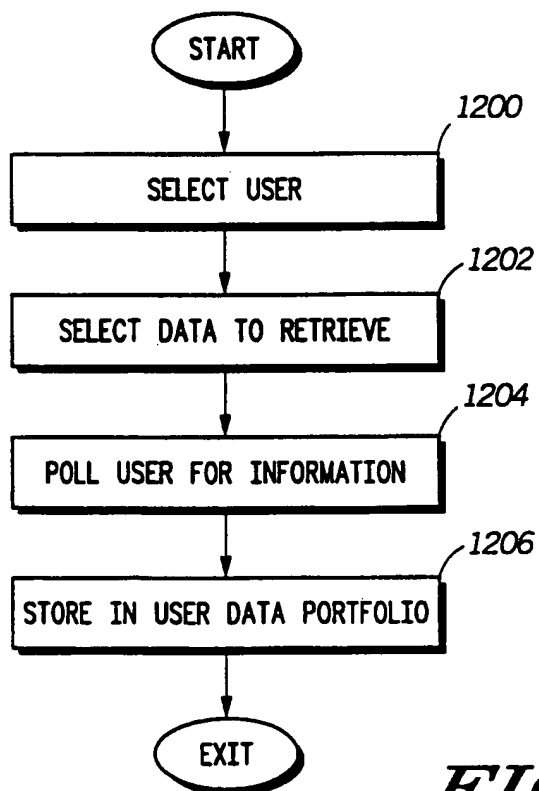 START
1200
SELECT USER
1202
SELECT DATA TO RETRIEVE
1204
POLL USER FOR INFORMATION
1206
STORE IN USER DATA PORTFOLIO
EXIT